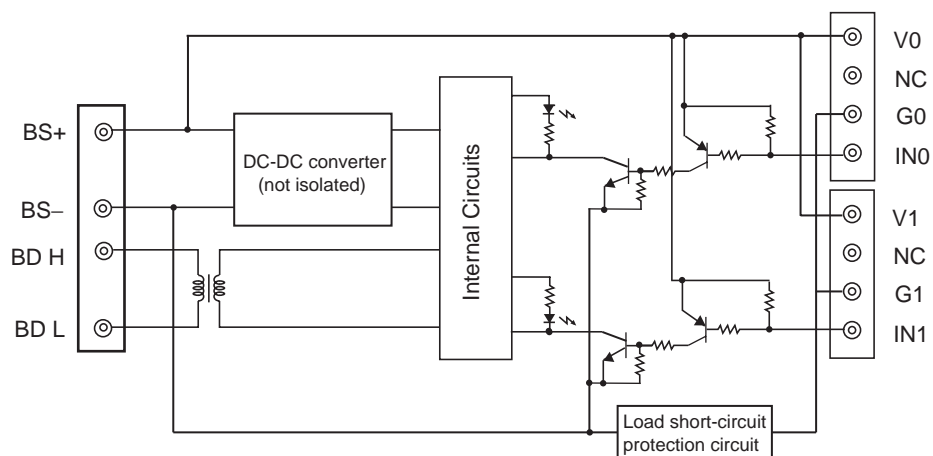 BS+
BS−
BD H
BD L
DC-DC converter
(not isolated)
Internal Circuits
V0
NC
G0
IN0
V1
NC
G1
IN1
Load short-circuit
protection circuit